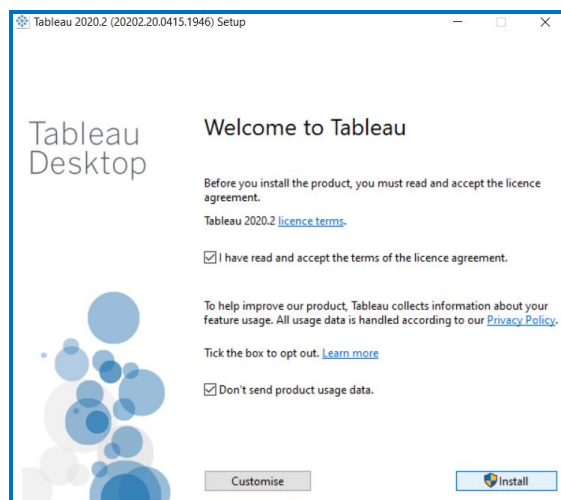 Tableau 2020.2 (20202.20.0415.1946) Setup
Tableau
Desktop
Welcome to Tableau
Before you install the product, you must read and accept the licence
agreement.
Tableau 2020.2 licence terms.
I have read and accept the terms of the licence agreement.
To help improve our product, Tableau collects information about your
feature usage. All usage data is handled according to our Privacy Policy.
Tick the box to opt out. Learn more
Don't send product usage data.
Customise
Install